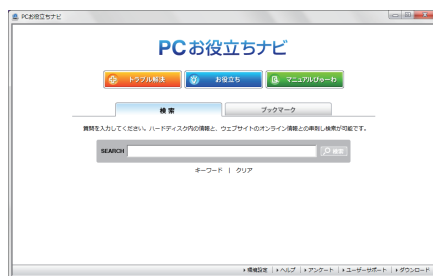 PCお役立ちナビ
PCお役立ちナビ
トラブル解決
お役立ち
マニュアルびゅーわ
検索
ブックマーク
質問を入力してください。ハードディスク内の情報と、ウェブサイトのオンライン情報との串刺し検索が可能です。
SEARCH
検索
キーワード | クリア
環境設定 | ヘルプ | アンケート | ユーザーサポート | ダウンロード